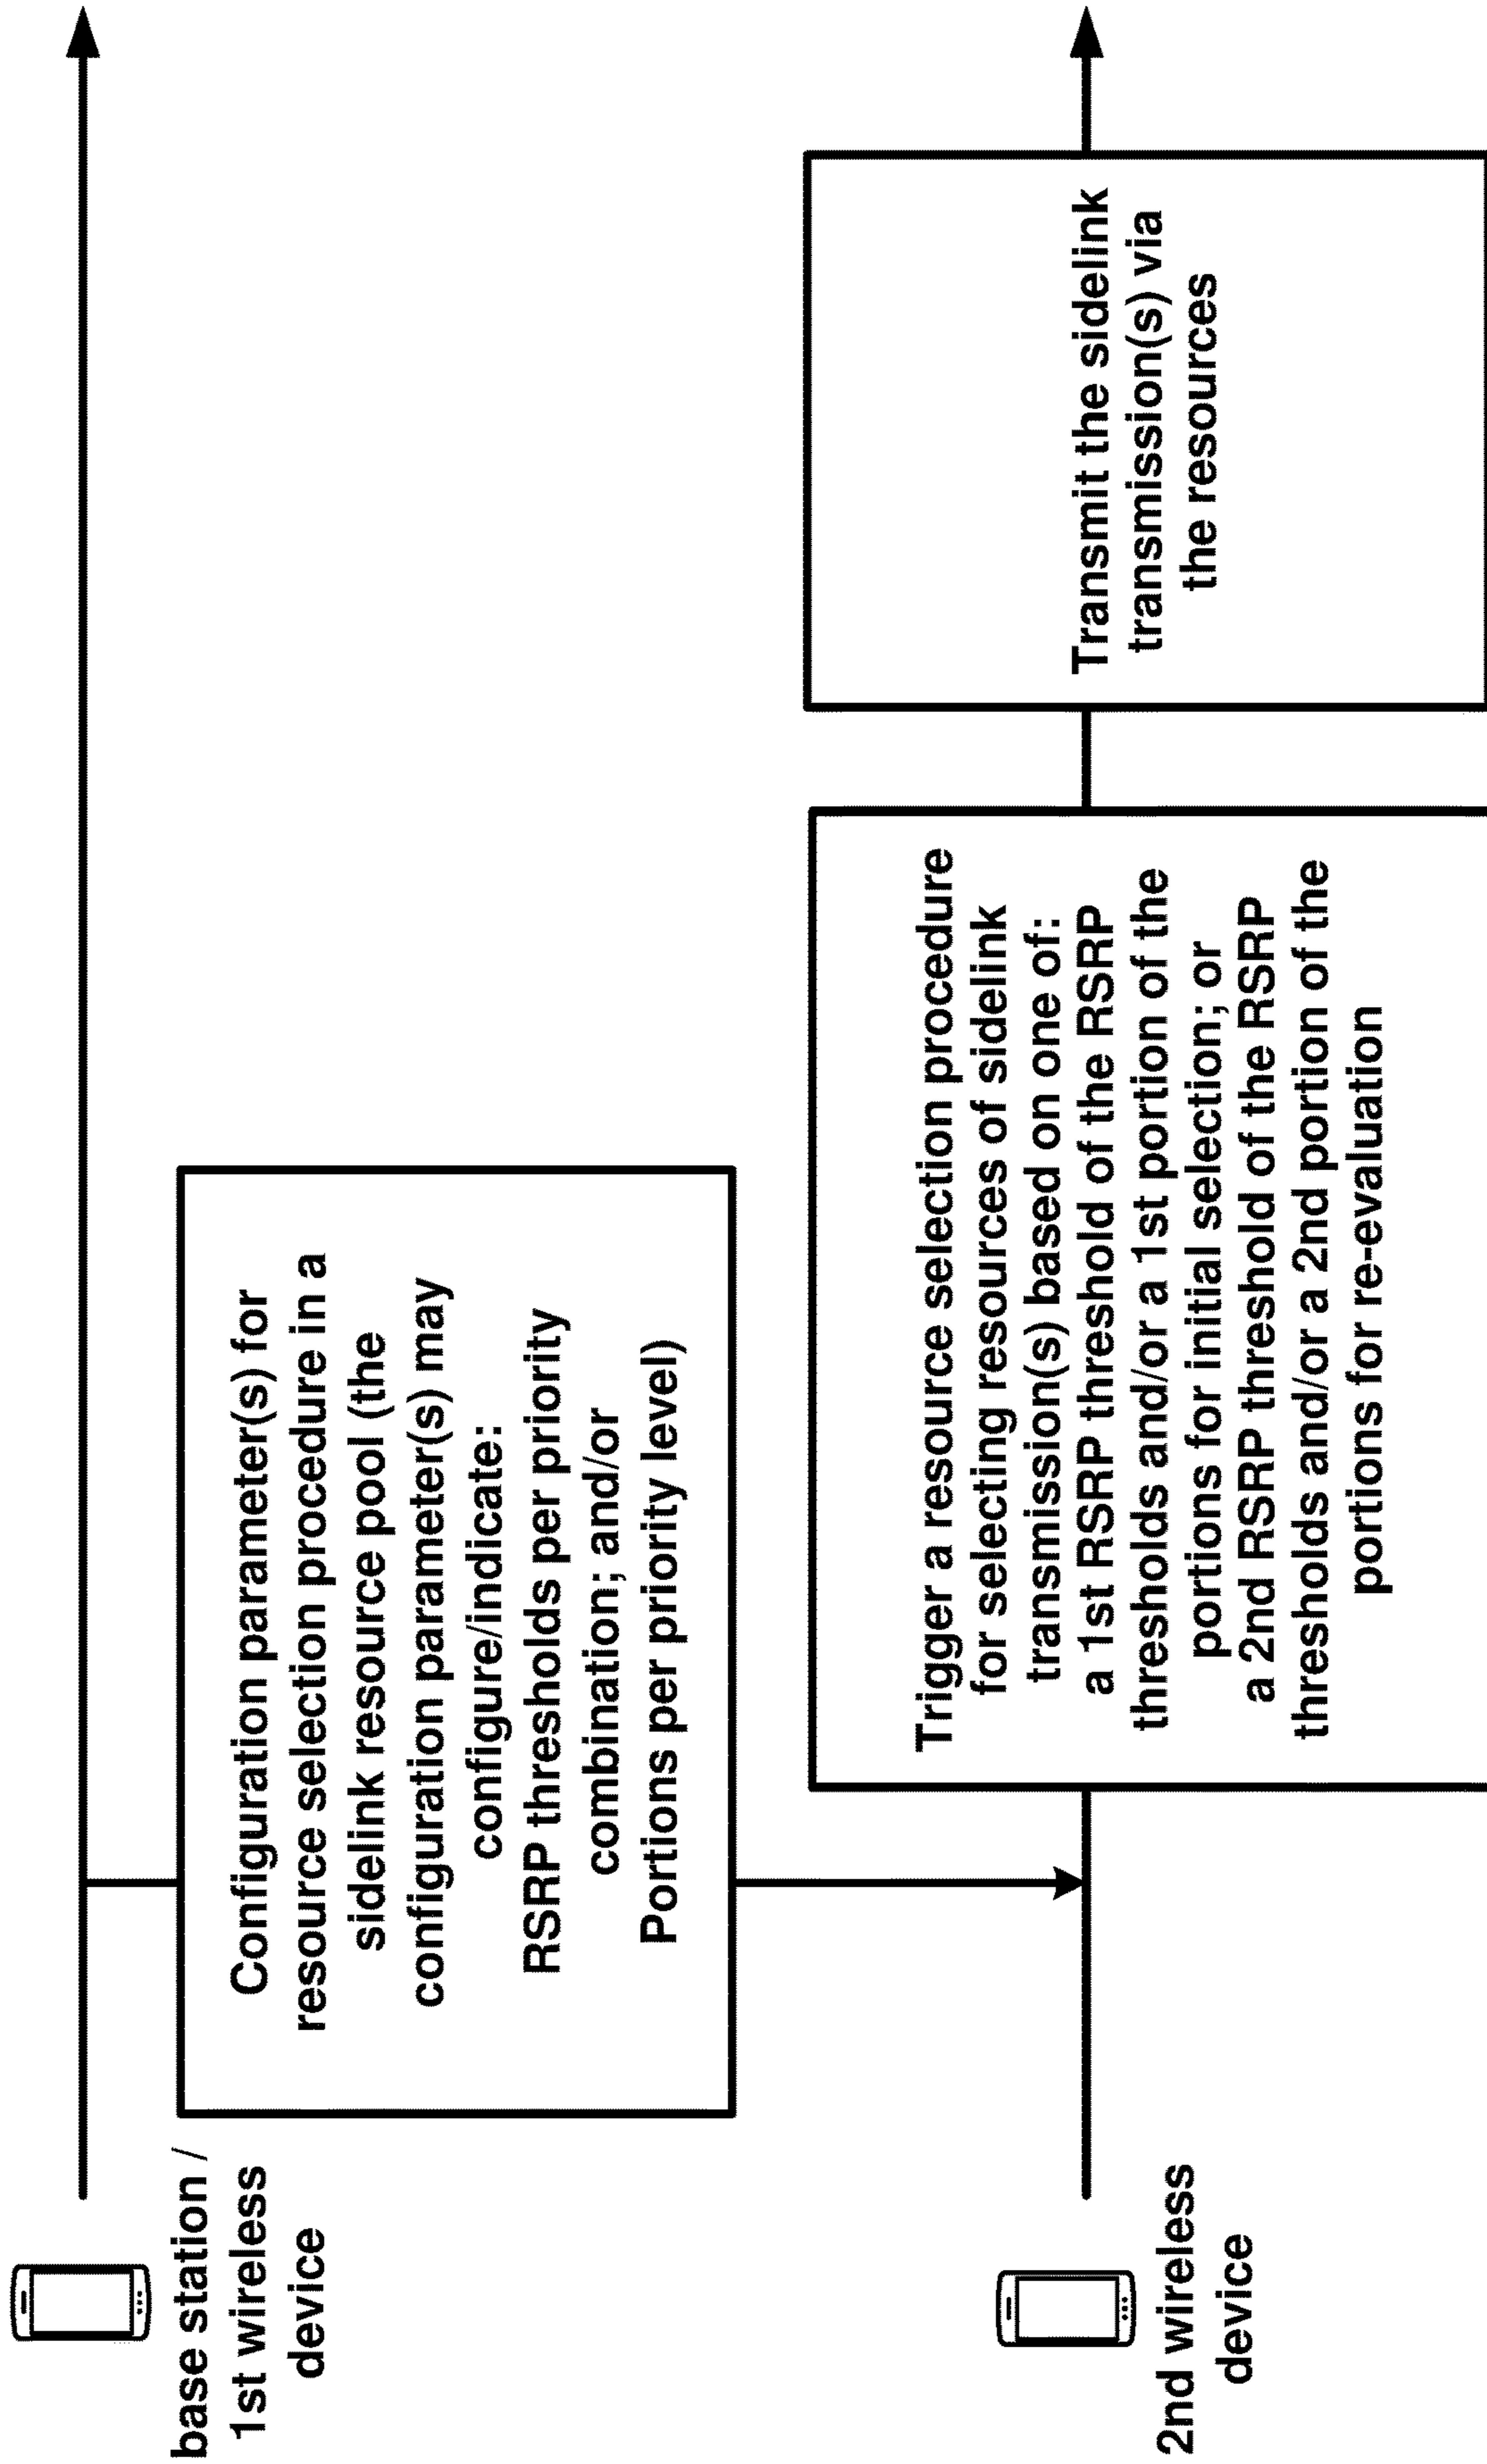 base station /
1st wireless
device
Configuration parameter(s) for
resource selection procedure in a
sidelink resource pool (the
configuration parameter(s) may
configure/indicate:
RSRP thresholds per priority
combination; and/or
Portions per priority level)
2nd wireless
device
Trigger a resource selection procedure
for selecting resources of sidelink
transmission(s) based on one of:
a 1st RSRP threshold of the RSRP
thresholds and/or a 1st portion of the
portions for initial selection; or
a 2nd RSRP threshold of the RSRP
thresholds and/or a 2nd portion of the
portions for re-evaluation
Transmit the sidelink
transmission(s) via
the resources